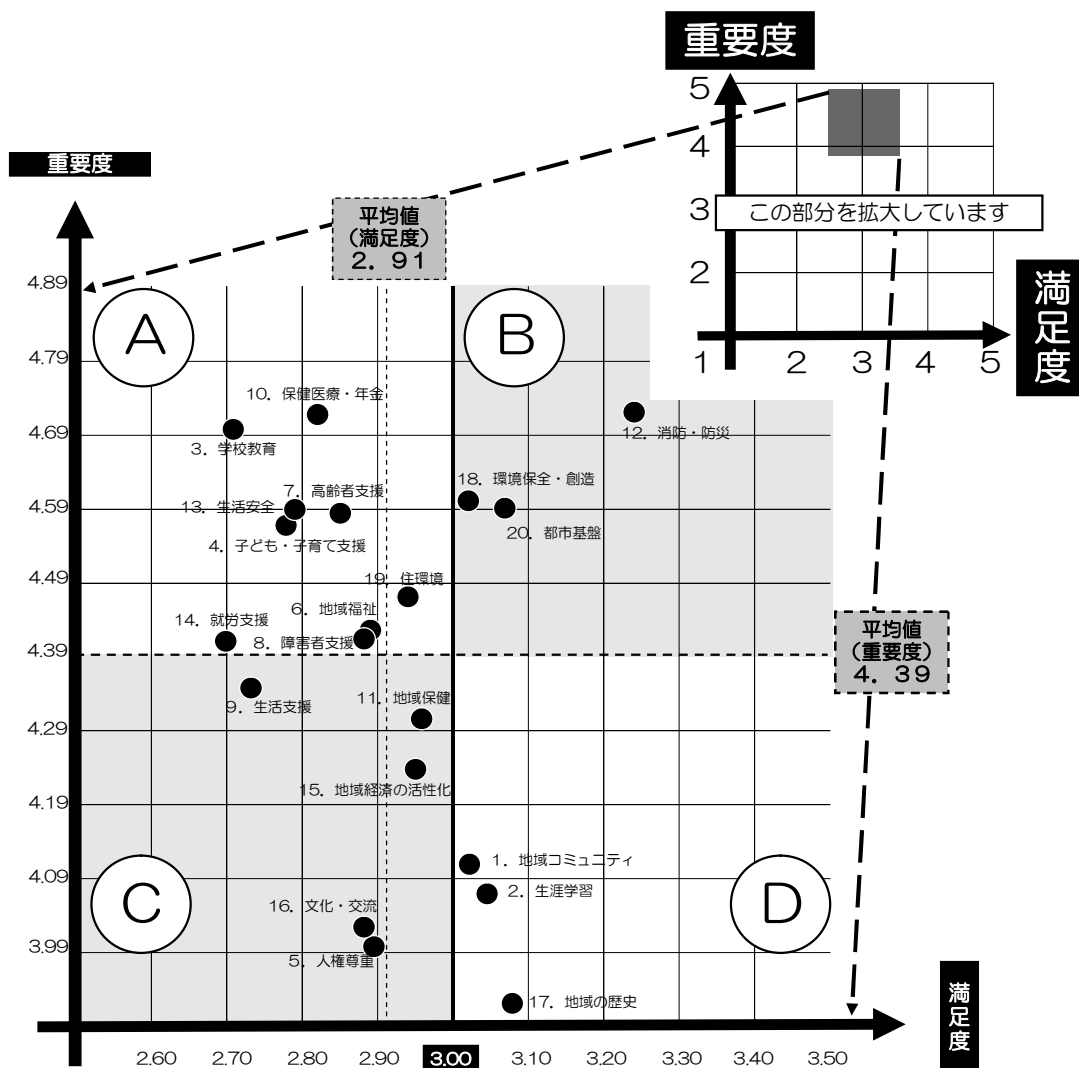 重要度
5
4
3
この部分を拡大しています
2
1
2
3
4
5
満足度
重要度
平均値
（満足度）
２．９１
4.89
A
B
4.79
10．保健医療・年金
12．消防・防災
4.69
3．学校教育
18．環境保全・創造
7．高齢者支援
13．生活安全
4.59
20．都市基盤
4．子ども・子育て支援
4.49
19．住環境
6．地域福祉
14．就労支援
8．障害者支援
4.39
平均値
（重要度）
４．３９
11．地域保健
9．生活支援
4.29
15．地域経済の活性化
4.19
1．地域コミュニティ
4.09
2．生涯学習
C
D
16．文化・交流
3.99
5．人権尊重
17．地域の歴史
満足度
2.60
2.70
2.80
2.90
3.00
3.10
3.20
3.30
3.40
3.50